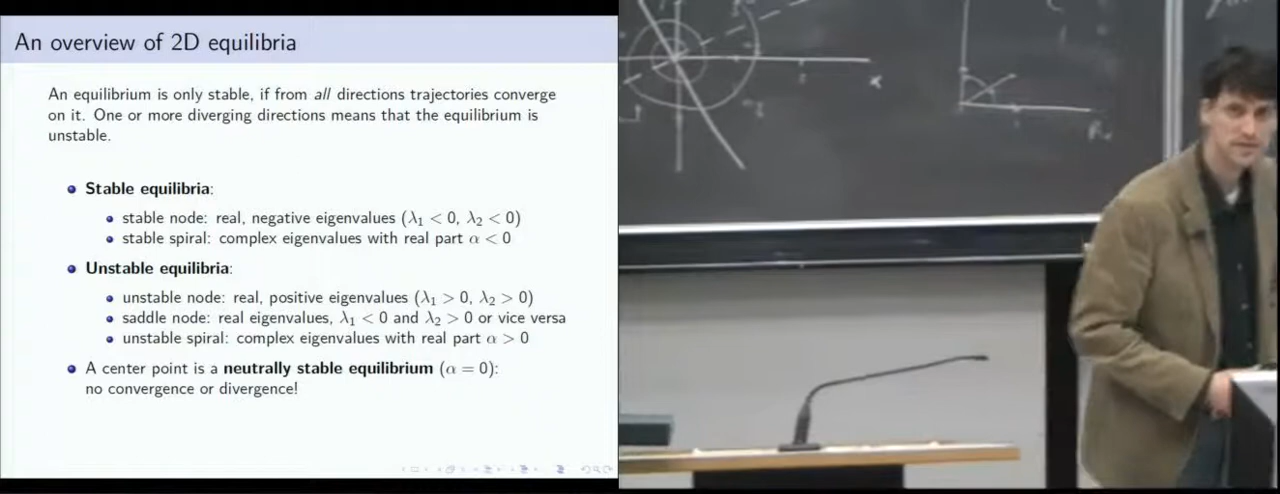 An overview of 2D equilibria
An equilibrium is only stable, if from all directions trajectories converge
on it. One or more diverging directions means that the equilibrium is
unstable.
Stable equilibria:
stable node: real, negative eigenvalues (λ₁ < 0, λ₂ < 0)
stable spiral: complex eigenvalues with real part α < 0
Unstable equilibria:
unstable node: real, positive eigenvalues (λ₁ > 0, λ₂ > 0)
saddle node: real eigenvalues, λ₁ < 0 and λ₂ > 0 or vice versa
unstable spiral: complex eigenvalues with real part α > 0
A center point is a neutrally stable equilibrium (α = 0):
no convergence or divergence!
x